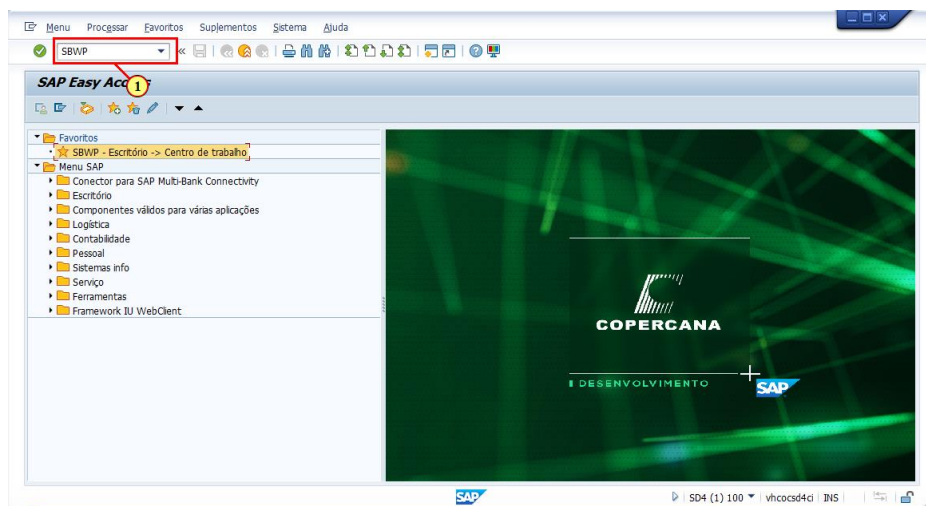 Menu Processar Favoritos Suplementos Sistema Ajuda
SBWP
SAP Easy Access
1
Favoritos
SBWP - Escritório -> Centro de trabalho
Menu SAP
Conector para SAP Multi-Bank Connectivity
Escritório
Componentes válidos para várias aplicações
Logística
Contabilidade
Pessoal
Sistemas info
Serviço
Ferramentas
Framework IU WebClient
COPERCANA
DESENVOLVIMENTO
SAP
SAP
SD4 (1) 100 vhcocsd4ci INS